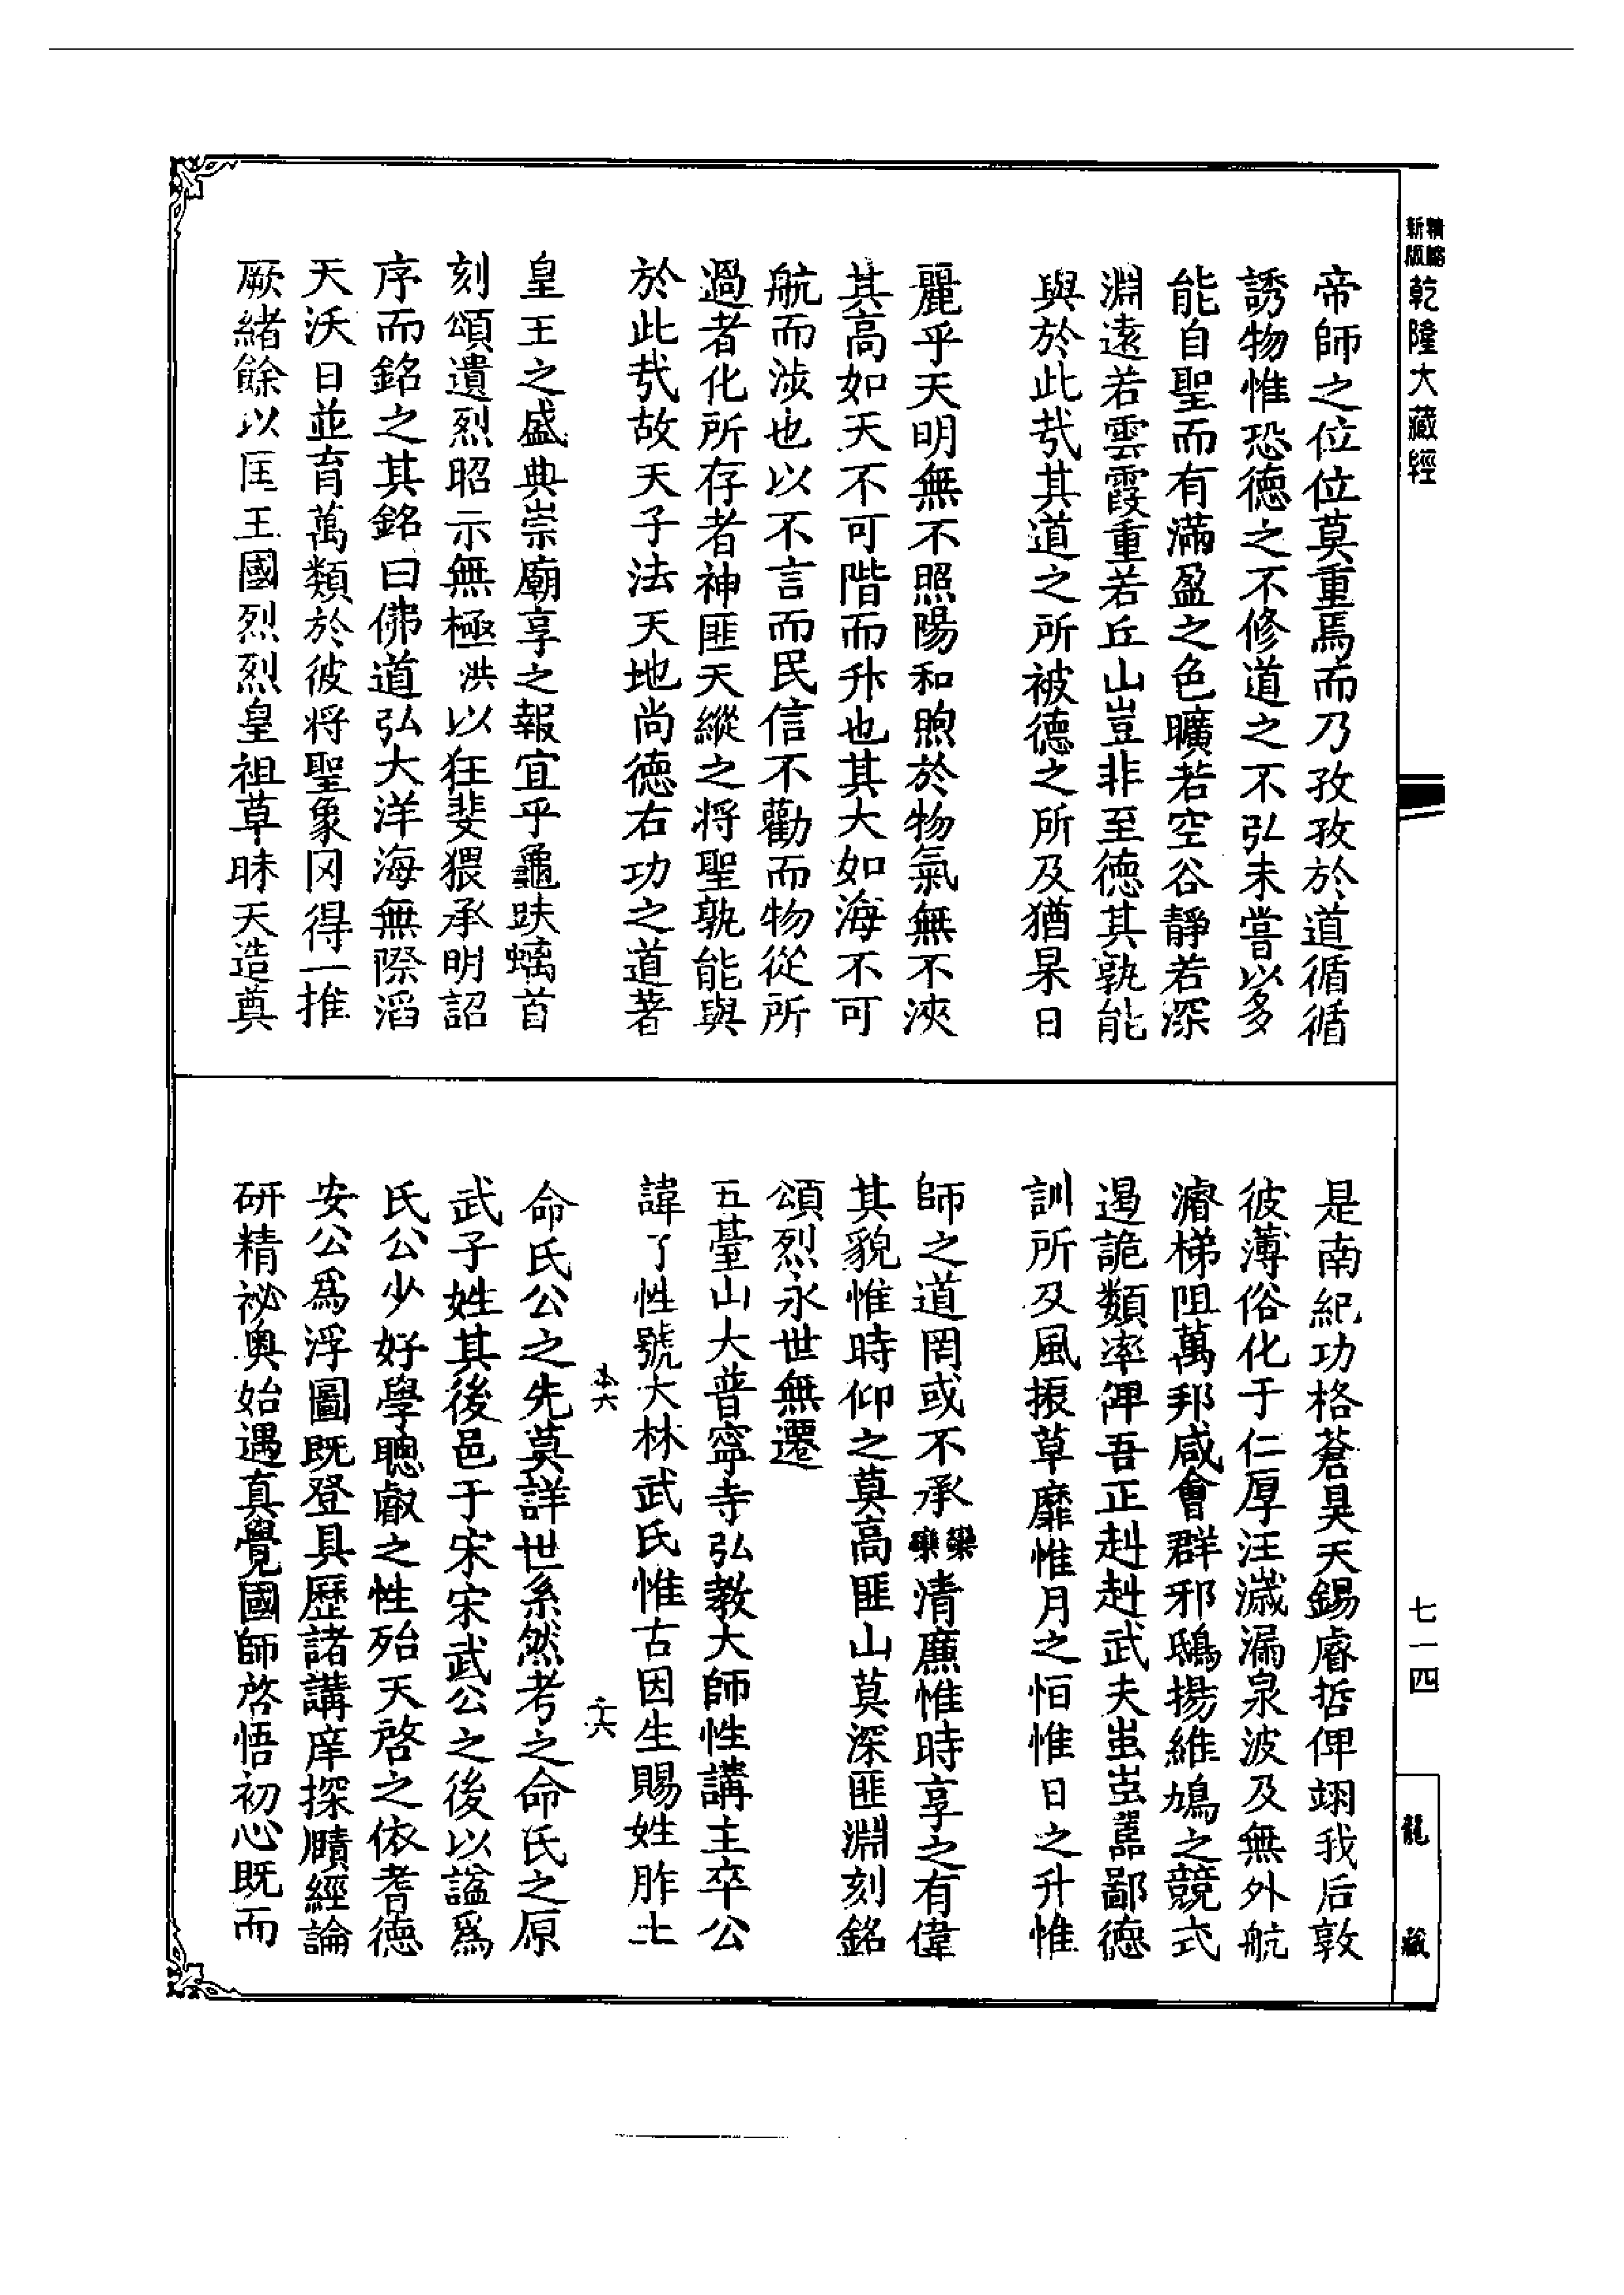 精縮
新版
乾隆大藏經
帝師之位位莫重焉而乃孜孜於道循循
誘物惟恐德之不修道之不弘未嘗以多
能自聖而有滿盈之色曠若空谷靜若深
淵遠若雲霞重若丘山豈非至德其孰能
與於此哉其道之所被德之所及猶杲日
麗乎天明無不照陽和煦於物氣無不浹
其高如天不可階而升也其大如海不可
航而涉也以不言而民信不勸而物從所
過者化所存者神匪天縱之將聖孰能與
於此哉故天子法天地尚德右功之道著
皇王之盛典崇廟享之報宜乎龜趺螭首
刻頌遺烈昭示無極洪以狂斐猥承明詔
序而銘之其銘曰佛道弘大洋海無際滔
天沃日並育萬類於彼將聖象罔得一推
厥緒餘以匡王國烈烈皇祖草昧天造奠
是南紀功格蒼昊天錫睿哲俾翊我后敦
彼薄俗化于仁厚汪濊漏泉波及無外航
濬梯阻萬邦咸會群邪鴟揚維鳩之競式
遏詭類率俾吾正赳赳武夫蚩蚩嚚鄙德
訓所及風振草靡惟月之恒惟日之升惟
師之道罔或不承欒欒清廡惟時享之有偉
其貌惟時仰之莫高匪山莫深匪淵刻銘
頌烈永世無遷
五臺山大普寧寺弘教大師性講主卒公
諱了性號大林武氏惟古因生賜姓胙土
命氏公之先莫詳世系然考之命氏之原
武子姓其後邑于宋宋武公之後以謚爲
氏公少好學聰叡之性殆天啓之依耆德
安公爲浮圖既登具歷諸講席探賾經論
研精祕奥始遇真覺國師啓悟初心既而
七一四
龍藏